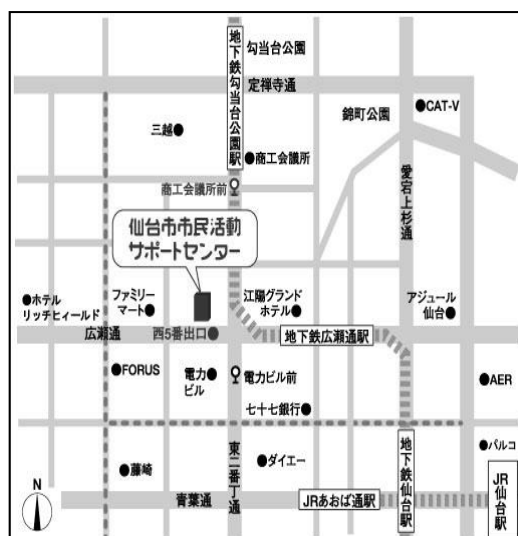 勾当台公園
地下鉄勾当台公園駅
定禅寺通
CAT-V
錦町公園
三越
商工会議所
商工会議所前
愛宕上杉通
仙台市市民活動
サポートセンター
ホテル
リッチヒィールド
ファミリー
マート
江陽グランド
ホテル
アジュール
仙台
広瀬通
西5番出口
地下鉄広瀬通駅
FORUS
電力
ビル
電力ビル前
AER
七十七銀行
パルコ
藤崎
東二番丁通
ダイエー
地下鉄仙台駅
JR
仙台駅
N
青葉通
JRあおば通駅